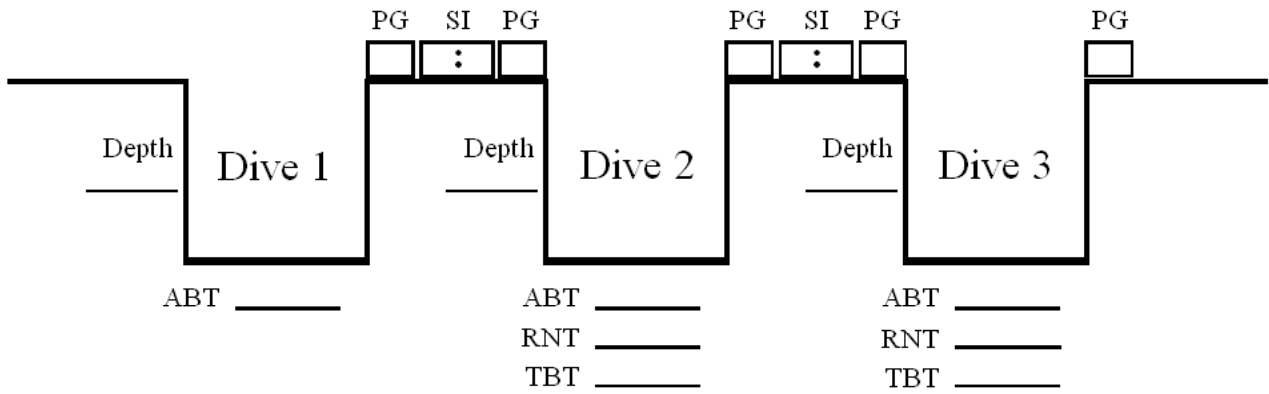 PG SI PG PG SI PG PG
: :
Depth Dive 1 Depth Dive 2 Depth Dive 3
ABT ABT ABT
RNT RNT
TBT TBT